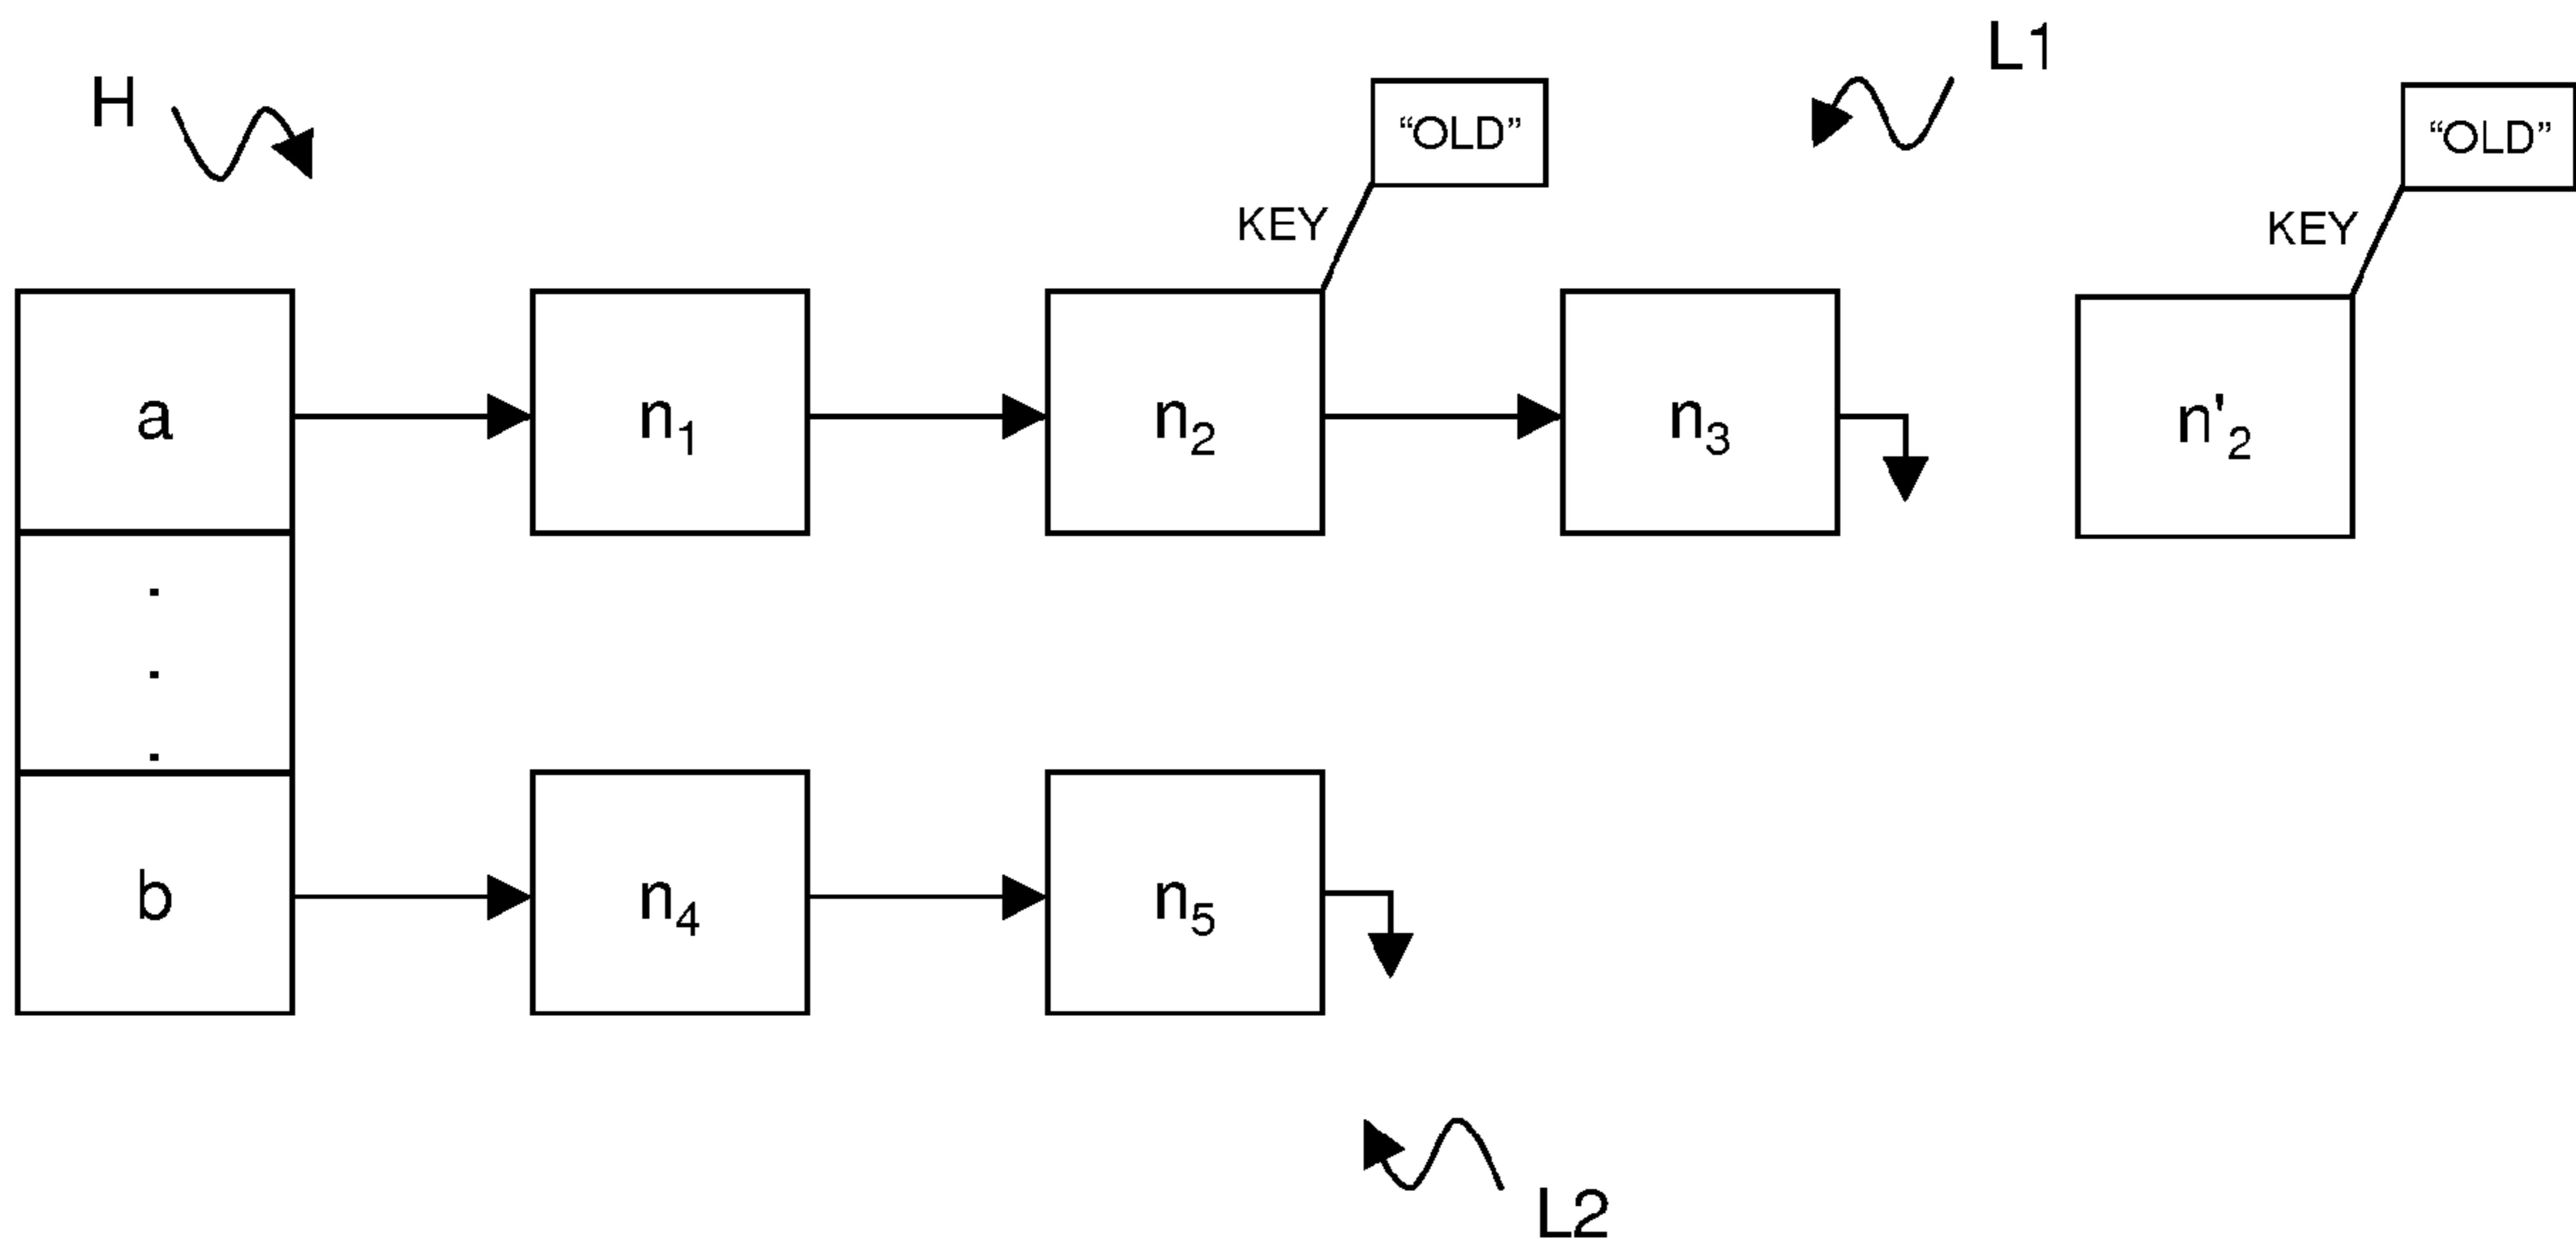 H
L1
“OLD”
“OLD”
KEY
KEY
a
n₁
n₂
n₃
n'₂
.
.
.
b
n₄
n₅
L2